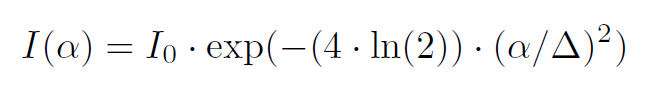 I(α) = I₀ · exp(−(4 · ln(2)) · (α/Δ)²)